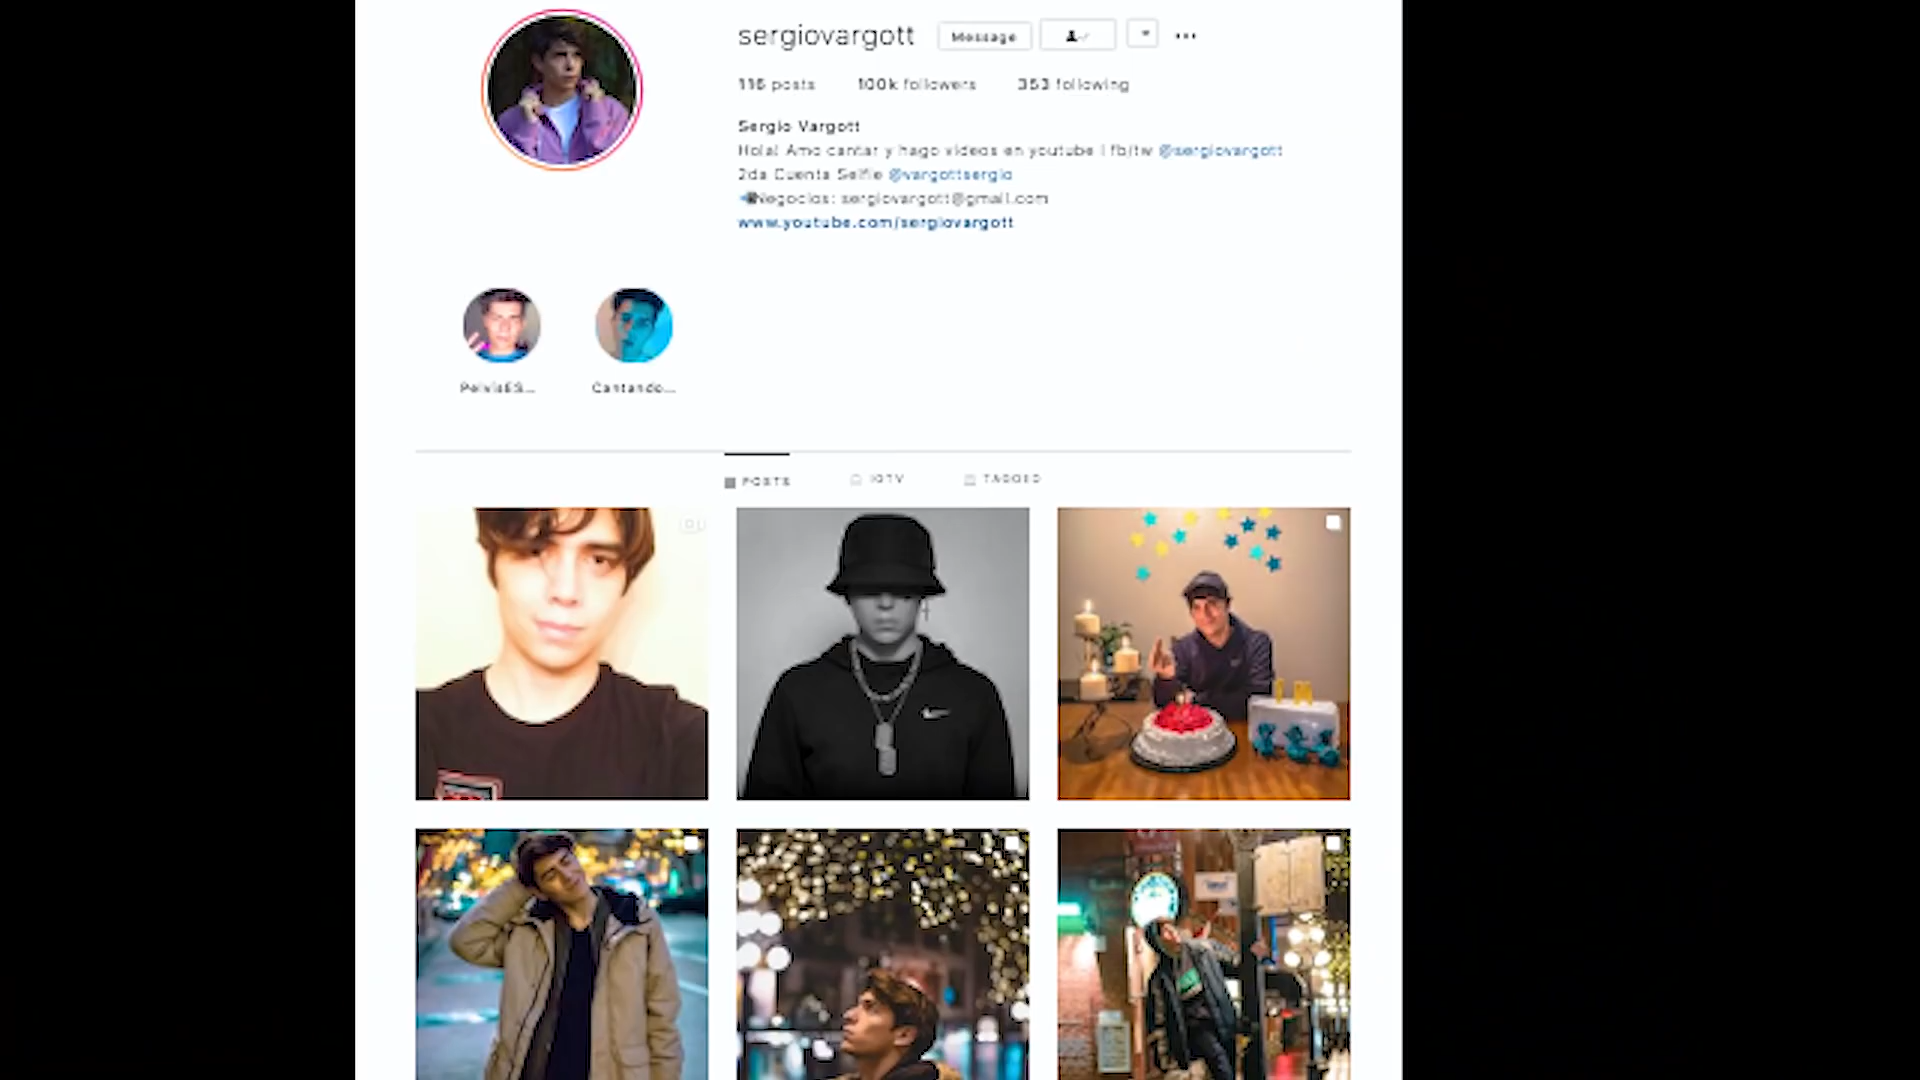 sergiovargott Message
116 posts 100k followers 353 following
Sergio Vargott
Hola! Amo cantar y hago videos en youtube | fb/tw @sergiovargott
2da Cuenta Selfie @vargottsergio
Negocios: sergiovargott@gmail.com
www.youtube.com/sergiovargott
PelvisES... Cantando...
POSTS IGTV TAGGED